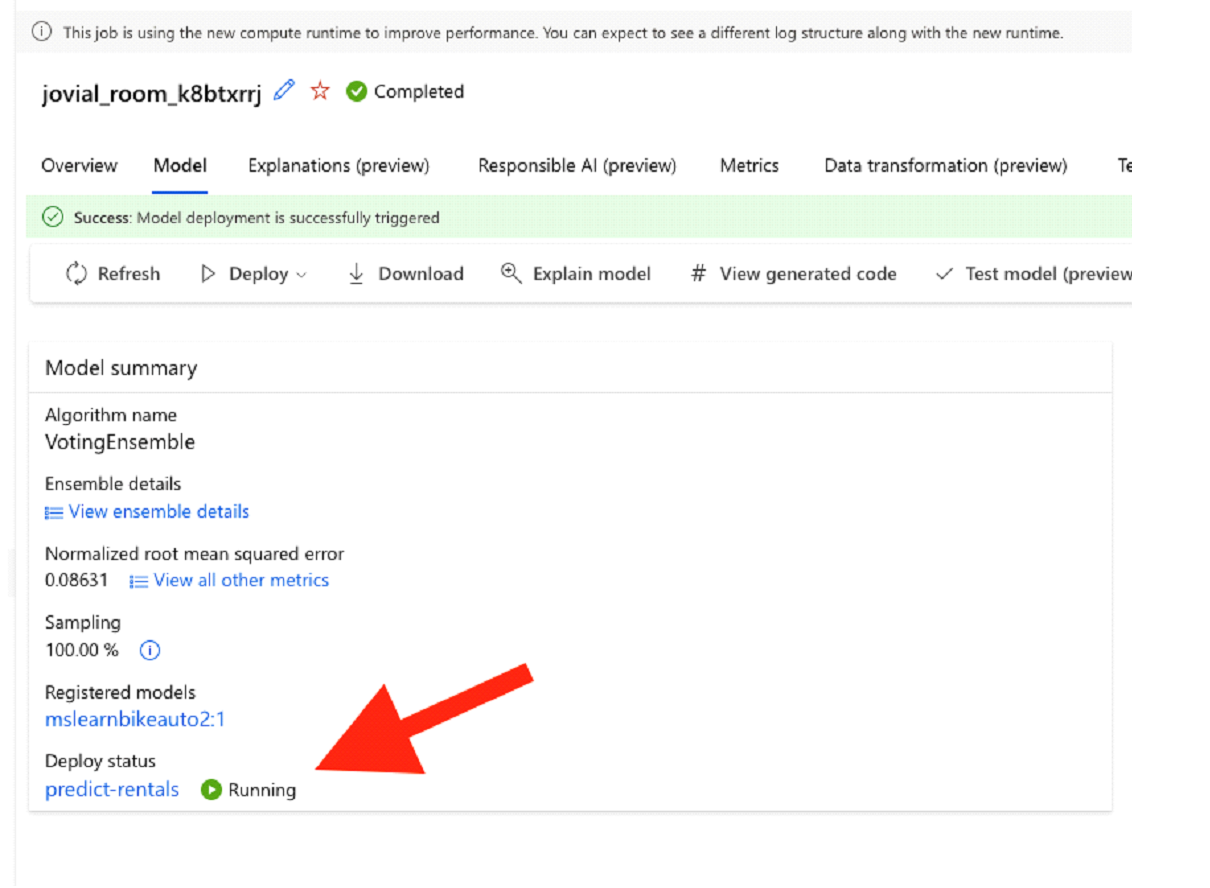 This job is using the new compute runtime to improve performance. You can expect to see a different log structure along with the new runtime.
jovial_room_k8btxrrj Completed
Overview Model Explanations (preview) Responsible AI (preview) Metrics Data transformation (preview) Te
Success: Model deployment is successfully triggered
Refresh Deploy Download Explain model # View generated code Test model (preview
Model summary
Algorithm name
VotingEnsemble
Ensemble details
View ensemble details
Normalized root mean squared error
0.08631 View all other metrics
Sampling
100.00 %
Registered models
mslearnbikeauto2:1
Deploy status
predict-rentals Running